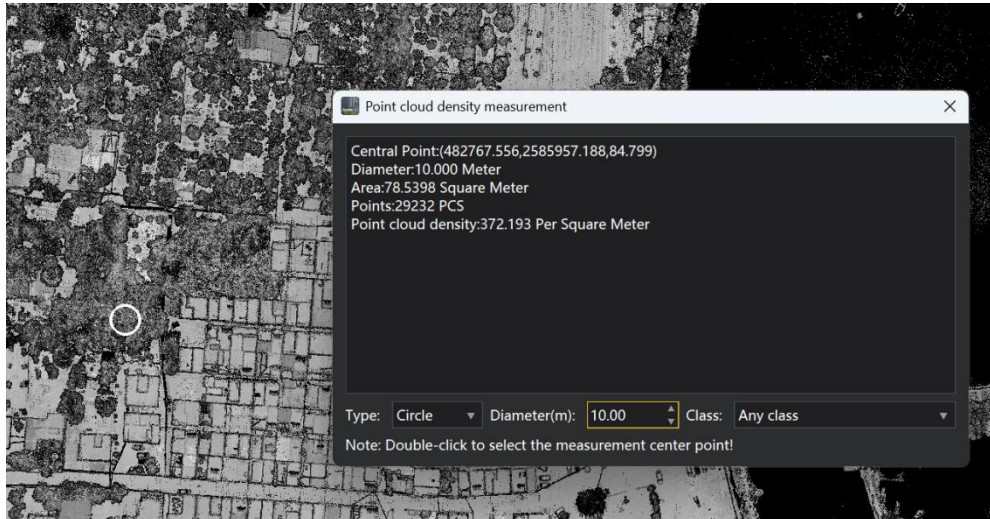 Point cloud density measurement
Central Point:(482767.556,2585957.188,84.799)
Diameter:10.000 Meter
Area:78.5398 Square Meter
Points:29232 PCS
Point cloud density:372.193 Per Square Meter
Type: Circle Diameter(m): 10.00 Class: Any class
Note: Double-click to select the measurement center point!